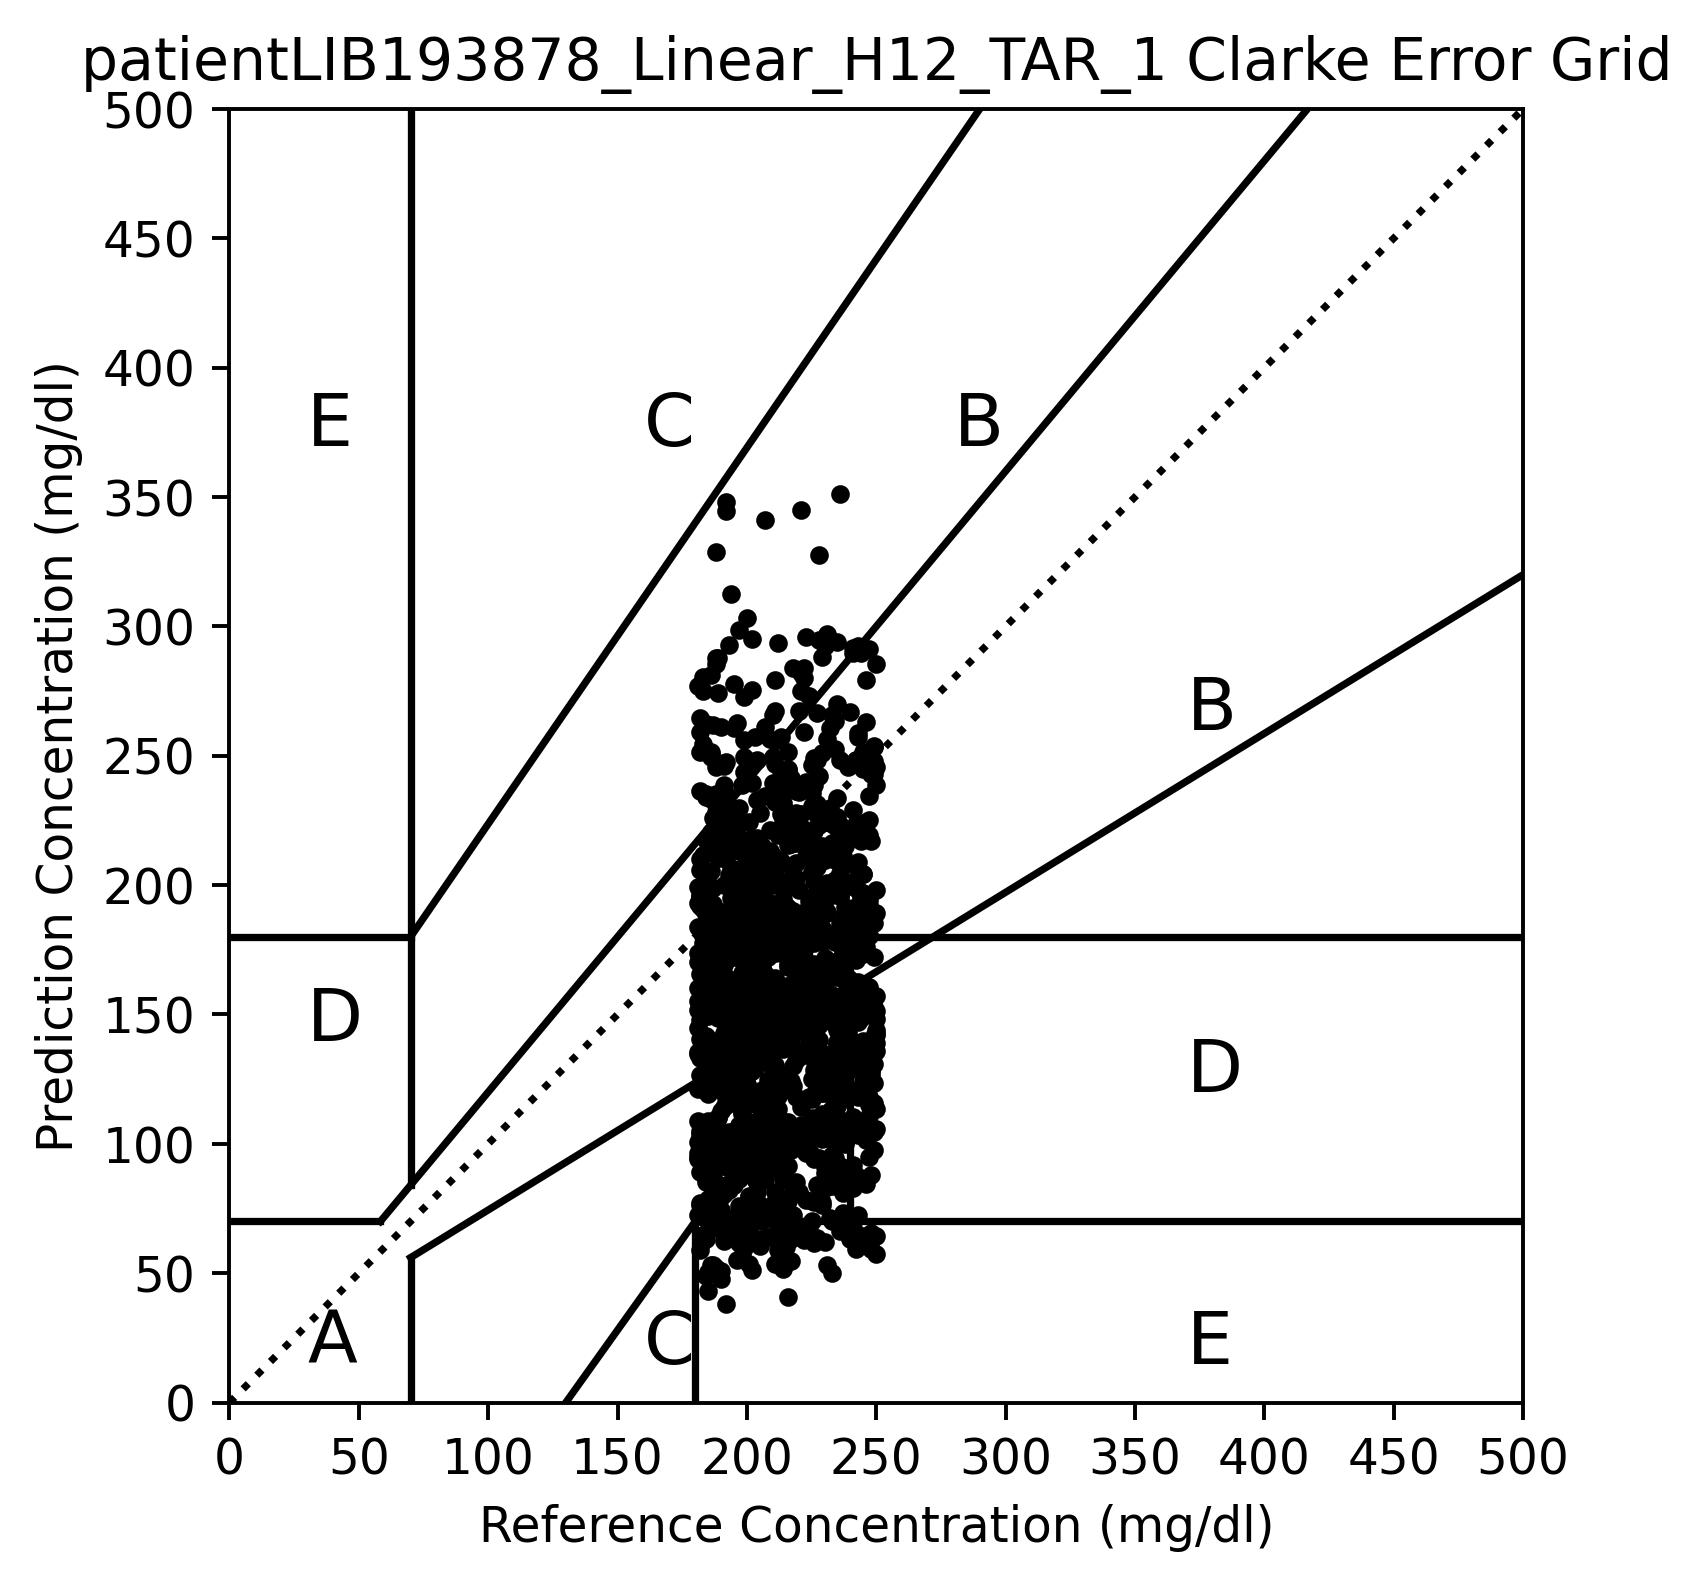 patientLIB193878_Linear_H12_TAR_1 Clarke Error Grid
500
450
400
350
300
250
200
150
100
50
0
Prediction Concentration (mg/dl)
E
C
B
B
D
D
A
C
E
0 50 100 150 200 250 300 350 400 450 500
Reference Concentration (mg/dl)